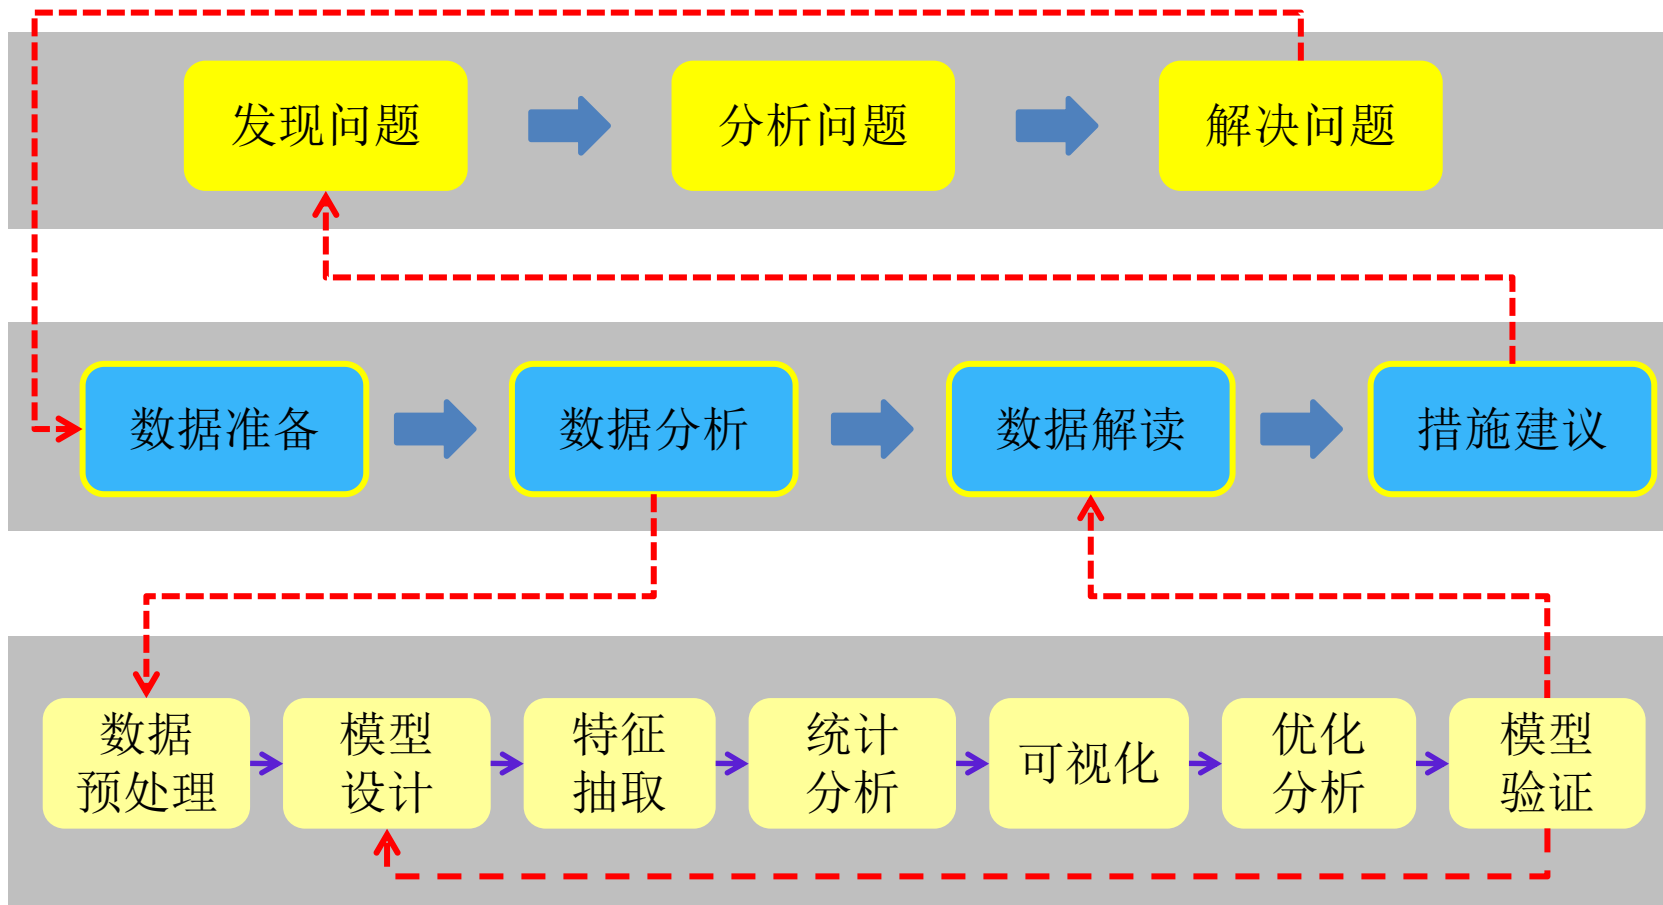 发现问题
分析问题
解决问题
数据准备
数据分析
数据解读
措施建议
数据
预处理
模型
设计
特征
抽取
统计
分析
可视化
优化
分析
模型
验证